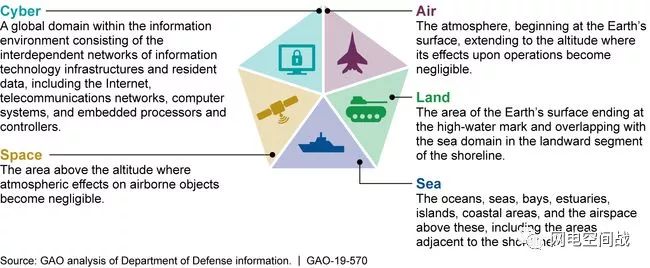 Cyber
A global domain within the information
environment consisting of the
interdependent networks of information
technology infrastructures and resident
data, including the Internet,
telecommunications networks, computer
systems, and embedded processors and
controllers.
Space
The area above the altitude where
atmospheric effects on airborne objects
become negligible.
Air
The atmosphere, beginning at the Earth's
surface, extending to the altitude where
its effects upon operations become
negligible.
Land
The area of the Earth's surface ending at
the high-water mark and overlapping with
the sea domain in the landward segment
of the shoreline.
Sea
The oceans, seas, bays, estuaries,
islands, coastal areas, and the airspace
above these, including the areas
adjacent to the
网电空间战
Source: GAO analysis of Department of Defense information. | GAO-19-570